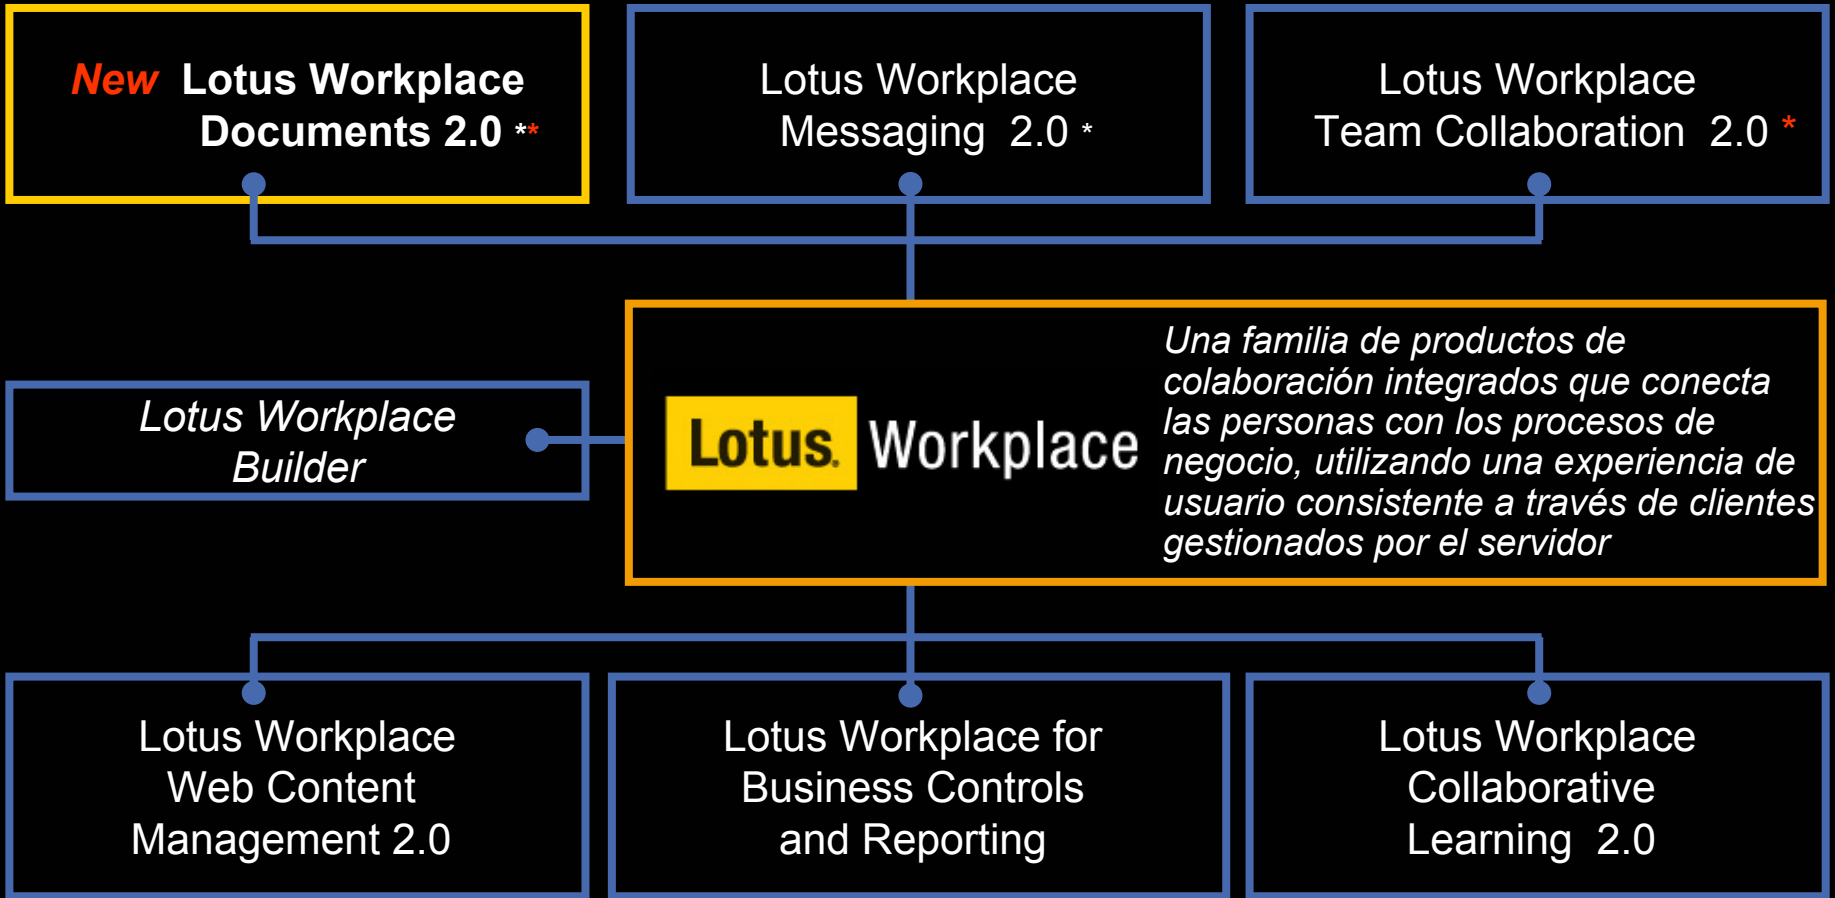 New Lotus Workplace
Documents 2.0 **
Lotus Workplace
Messaging 2.0 *
Lotus Workplace
Team Collaboration 2.0 *
Lotus Workplace
Builder
Lotus. Workplace
Una familia de productos de
colaboración integrados que conecta
las personas con los procesos de
negocio, utilizando una experiencia de
usuario consistente a través de clientes
gestionados por el servidor
Lotus Workplace
Web Content
Management 2.0
Lotus Workplace for
Business Controls
and Reporting
Lotus Workplace
Collaborative
Learning 2.0